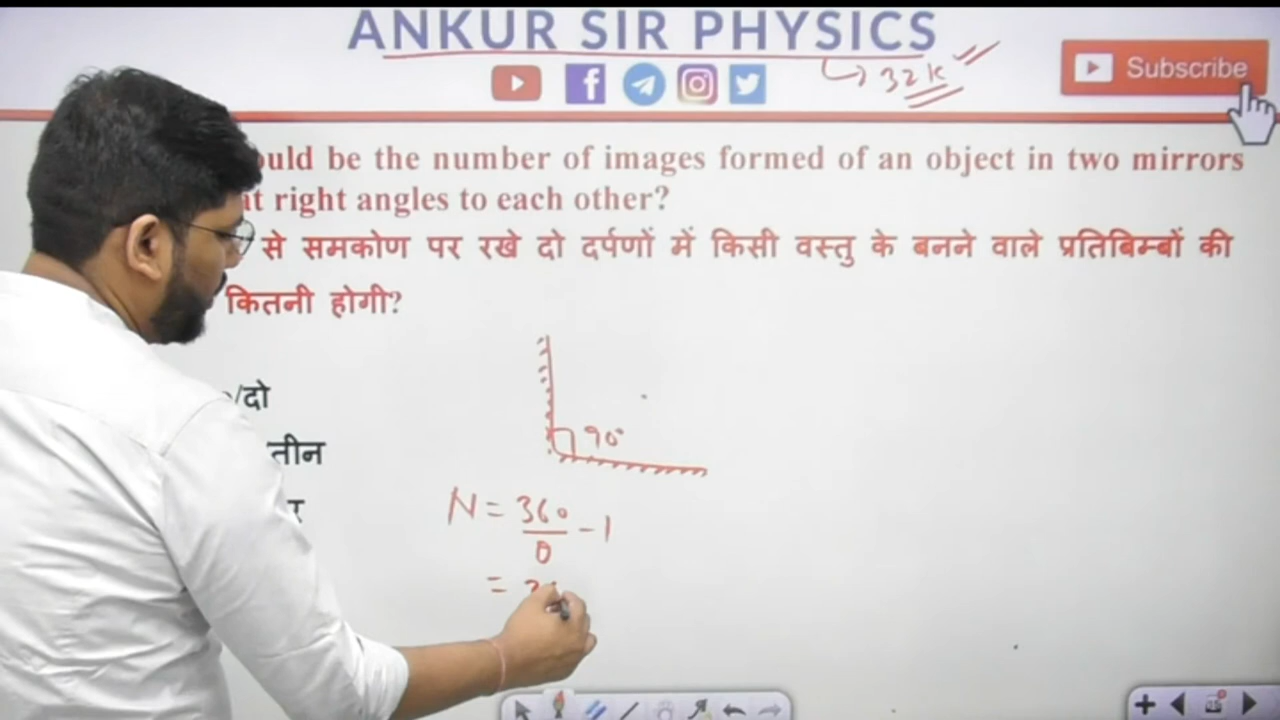 ANKUR SIR PHYSICS
32k
Subscribe
ould be the number of images formed of an object in two mirrors
at right angles to each other?
से समकोण पर रखे दो दर्पणों में किसी वस्तु के बनने वाले प्रतिबिम्बों की
कितनी होगी?
/दो
तीन
र
90°
N = 360/θ - 1
=